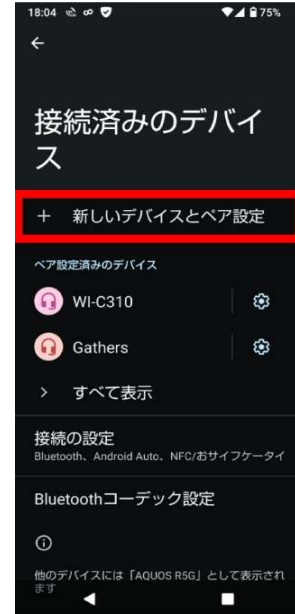 18:04 75%
接続済みのデバイ
ス
+ 新しいデバイスとペア設定
ペア設定済みのデバイス
WI-C310
Gathers
> すべて表示
接続の設定
Bluetooth、Android Auto、NFC/おサイフケータイ
Bluetoothコーデック設定
他のデバイスには「AQUOS R5G」として表示され
ます